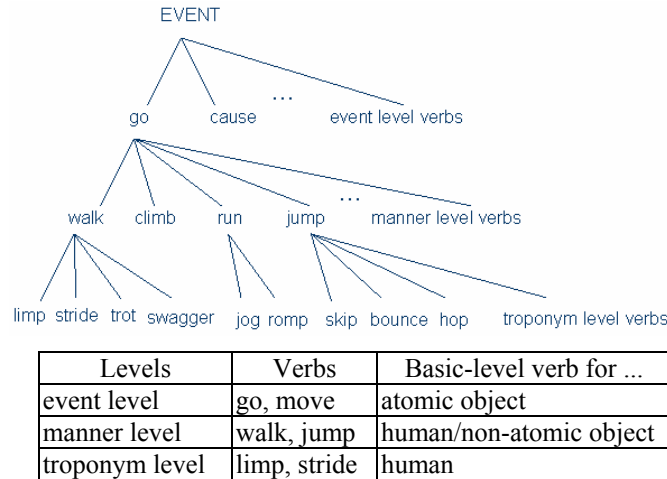 EVENT
...
go cause event level verbs
...
walk climb run jump manner level verbs
limp stride trot swagger jog romp skip bounce hop troponym level verbs
Levels Verbs Basic-level verb for ...
event level go, move atomic object
manner level walk, jump human/non-atomic object
troponym level limp, stride human